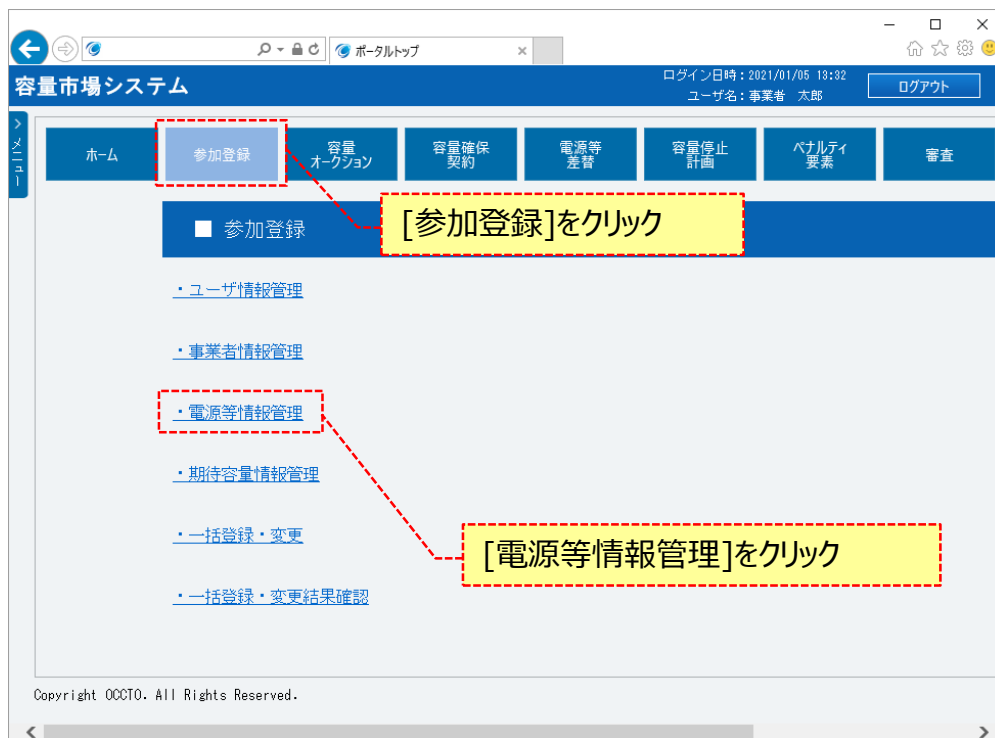 ポータルトップ
容量市場システム
ログイン日時：2021/01/05 13:32
ユーザ名：事業者 太郎
ログアウト
メニュー
ホーム
参加登録
容量
オークション
容量確保
契約
電源等
差替
容量停止
計画
ペナルティ
要素
審査
■ 参加登録
[参加登録]をクリック
・ユーザ情報管理
・事業者情報管理
・電源等情報管理
・期待容量情報管理
・一括登録・変更
[電源等情報管理]をクリック
・一括登録・変更結果確認
Copyright OCCTO. All Rights Reserved.